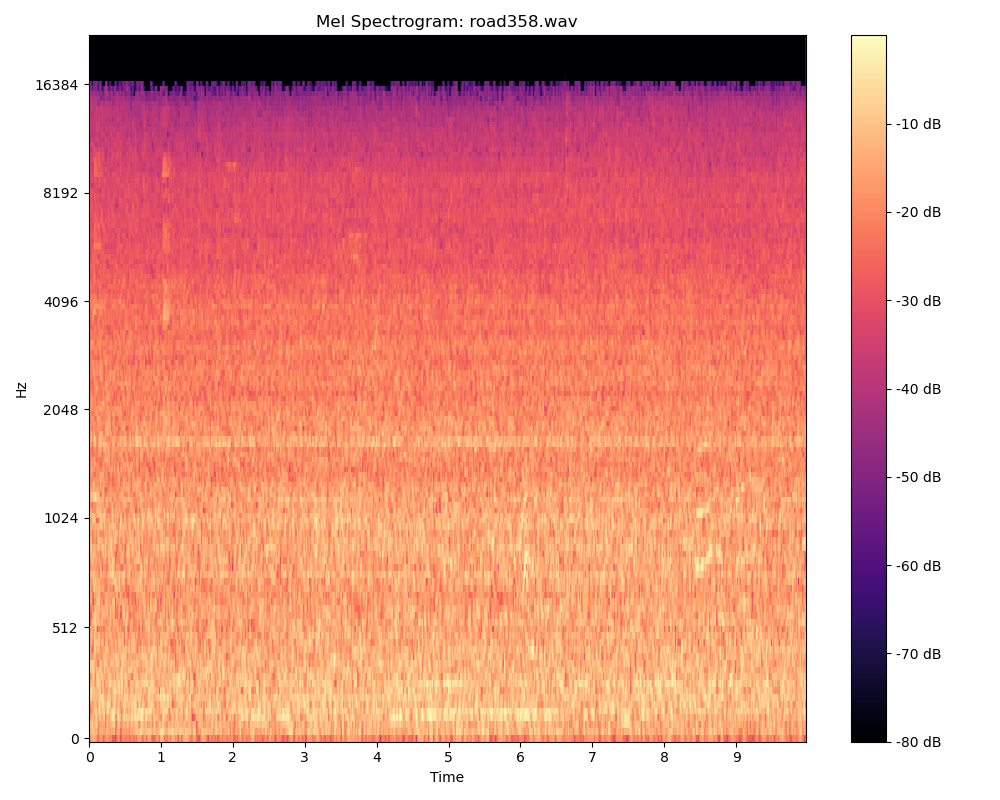 Mel Spectrogram: road358.wav
Hz
16384
8192
4096
2048
1024
512
0
0 1 2 3 4 5 6 7 8 9
Time
-10 dB
-20 dB
-30 dB
-40 dB
-50 dB
-60 dB
-70 dB
-80 dB